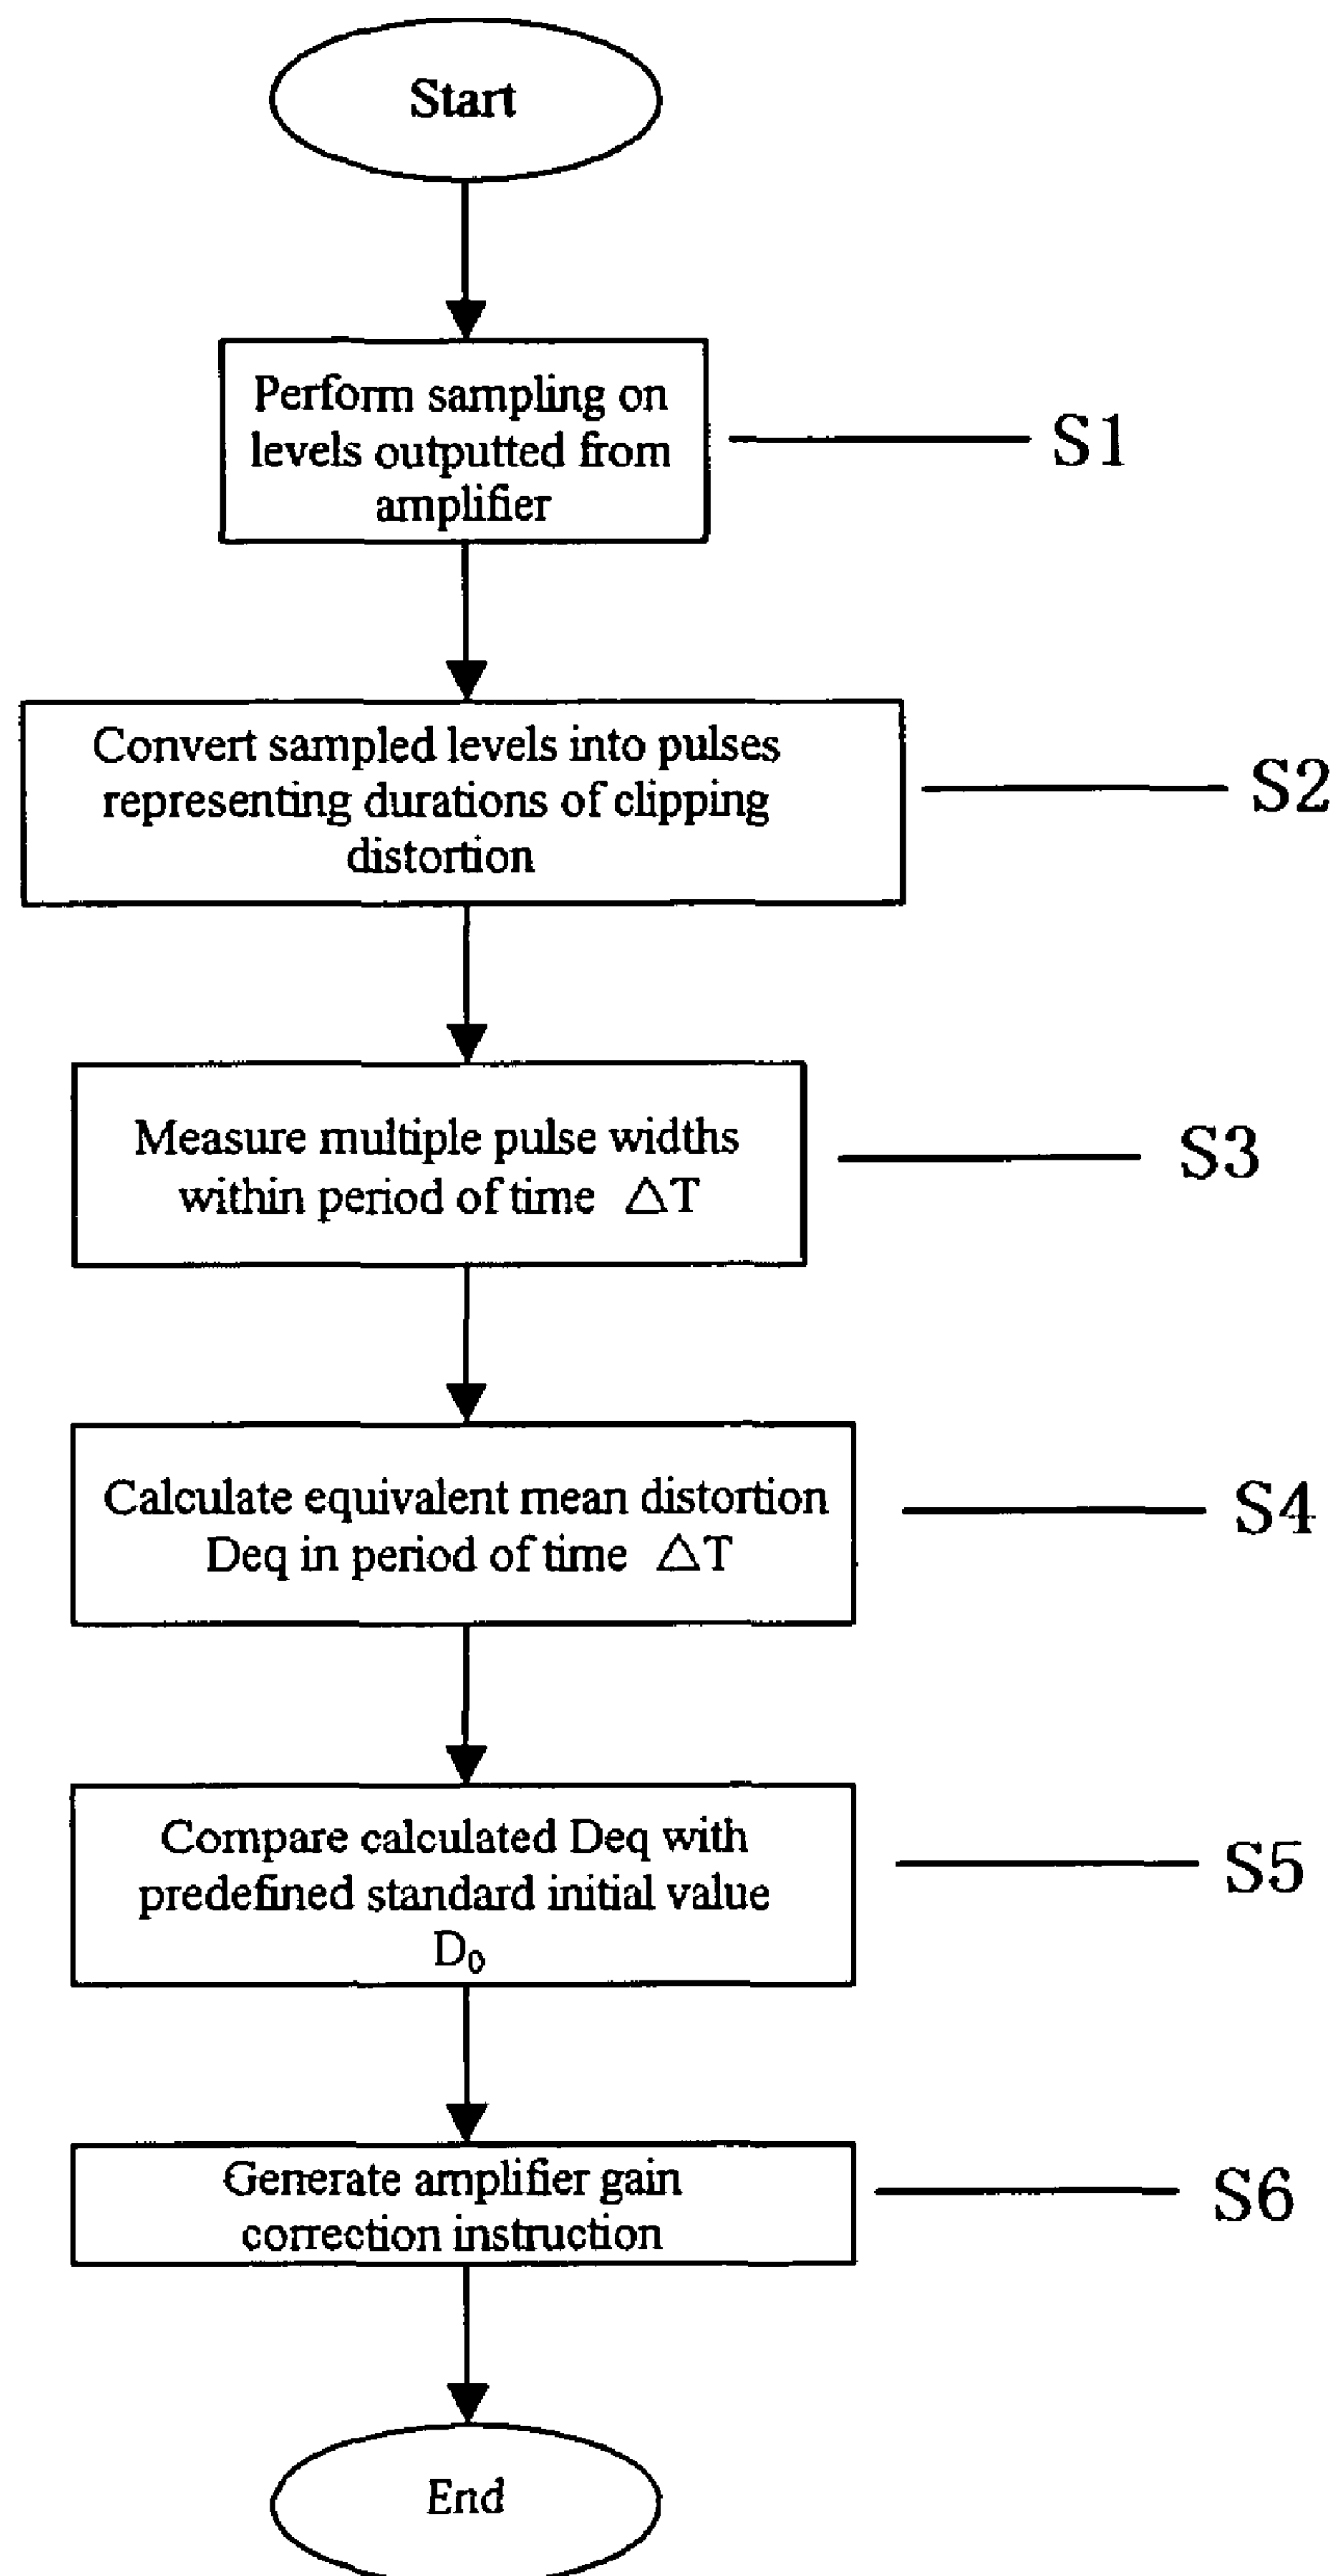 Start
Perform sampling on
levels outputted from
amplifier
S1
Convert sampled levels into pulses
representing durations of clipping
distortion
S2
Measure multiple pulse widths
within period of time △T
S3
Calculate equivalent mean distortion
Deq in period of time △T
S4
Compare calculated Deq with
predefined standard initial value
D₀
S5
Generate amplifier gain
correction instruction
S6
End